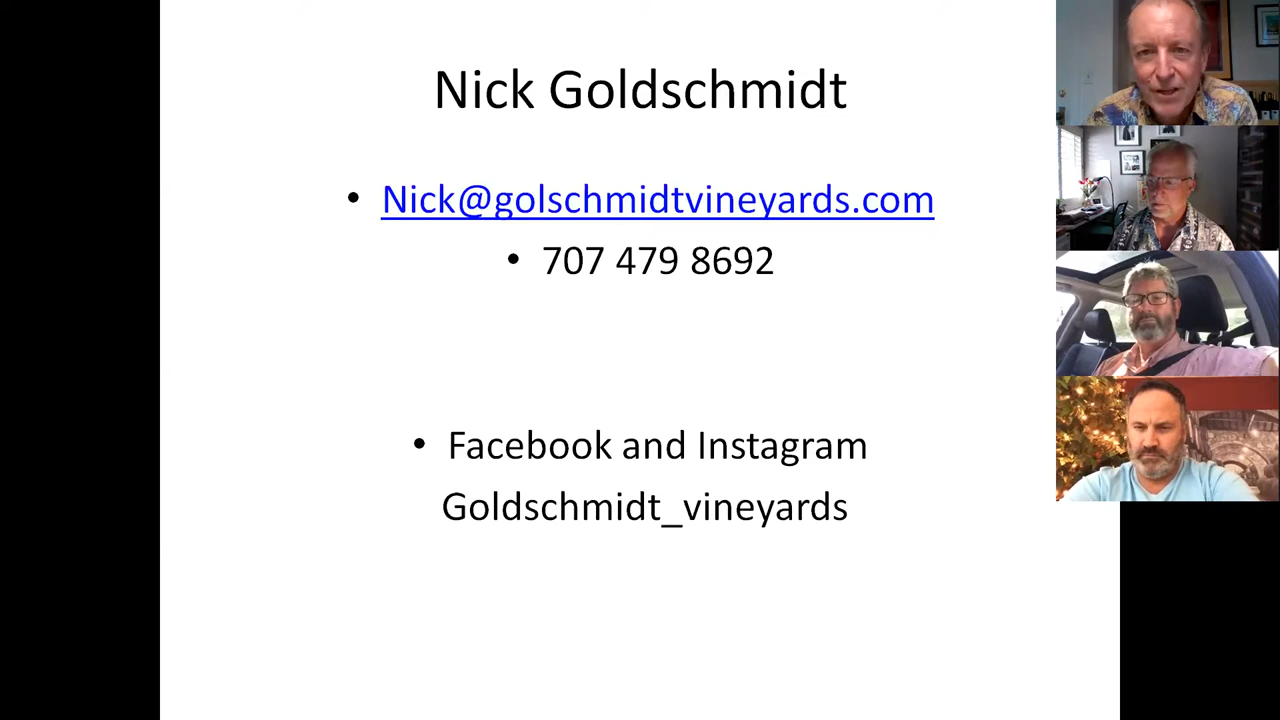 Nick Goldschmidt
• Nick@golschmidtvineyards.com
• 707 479 8692
• Facebook and Instagram
Goldschmidt_vineyards